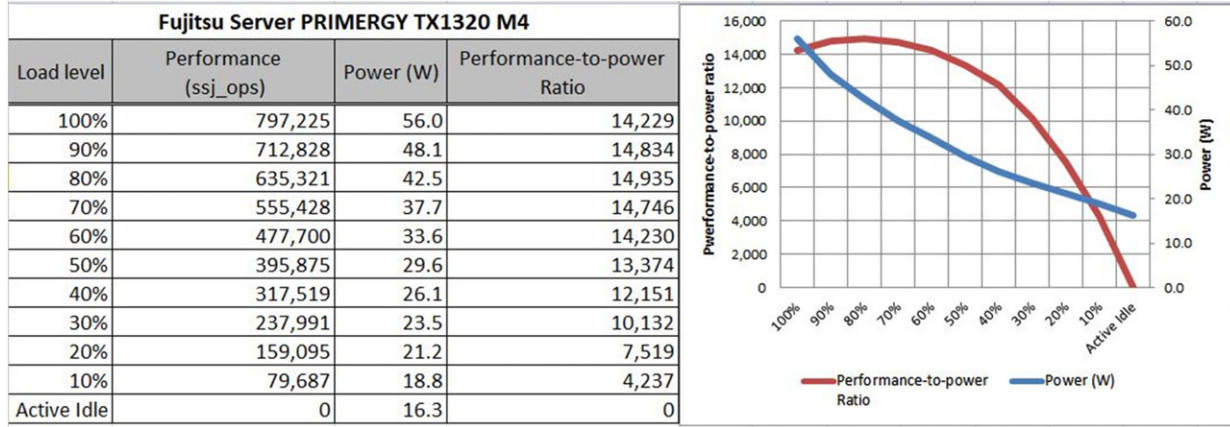 Fujitsu Server PRIMERGY TX1320 M4
Load level Performance (ssj_ops) Power (W) Performance-to-power Ratio
100% 797,225 56.0 14,229
90% 712,828 48.1 14,834
80% 635,321 42.5 14,935
70% 555,428 37.7 14,746
60% 477,700 33.6 14,230
50% 395,875 29.6 13,374
40% 317,519 26.1 12,151
30% 237,991 23.5 10,132
20% 159,095 21.2 7,519
10% 79,687 18.8 4,237
Active Idle 0 16.3 0
Pwerformance-to-power ratio
16,000
14,000
12,000
10,000
8,000
6,000
4,000
2,000
0
60.0
50.0
40.0
30.0
20.0
10.0
0.0
Power (W)
100% 90% 80% 70% 60% 50% 40% 30% 20% 10% Active Idle
Performance-to-power Ratio
Power (W)